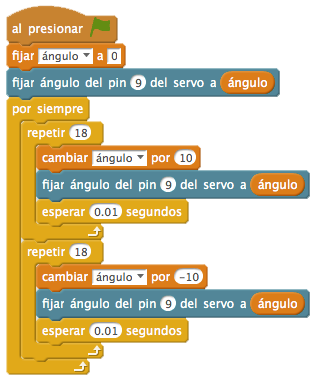 al presionar
fijar ángulo a 0
fijar ángulo del pin 9 del servo a ángulo
por siempre
repetir 18
cambiar ángulo por 10
fijar ángulo del pin 9 del servo a ángulo
esperar 0.01 segundos
repetir 18
cambiar ángulo por -10
fijar ángulo del pin 9 del servo a ángulo
esperar 0.01 segundos